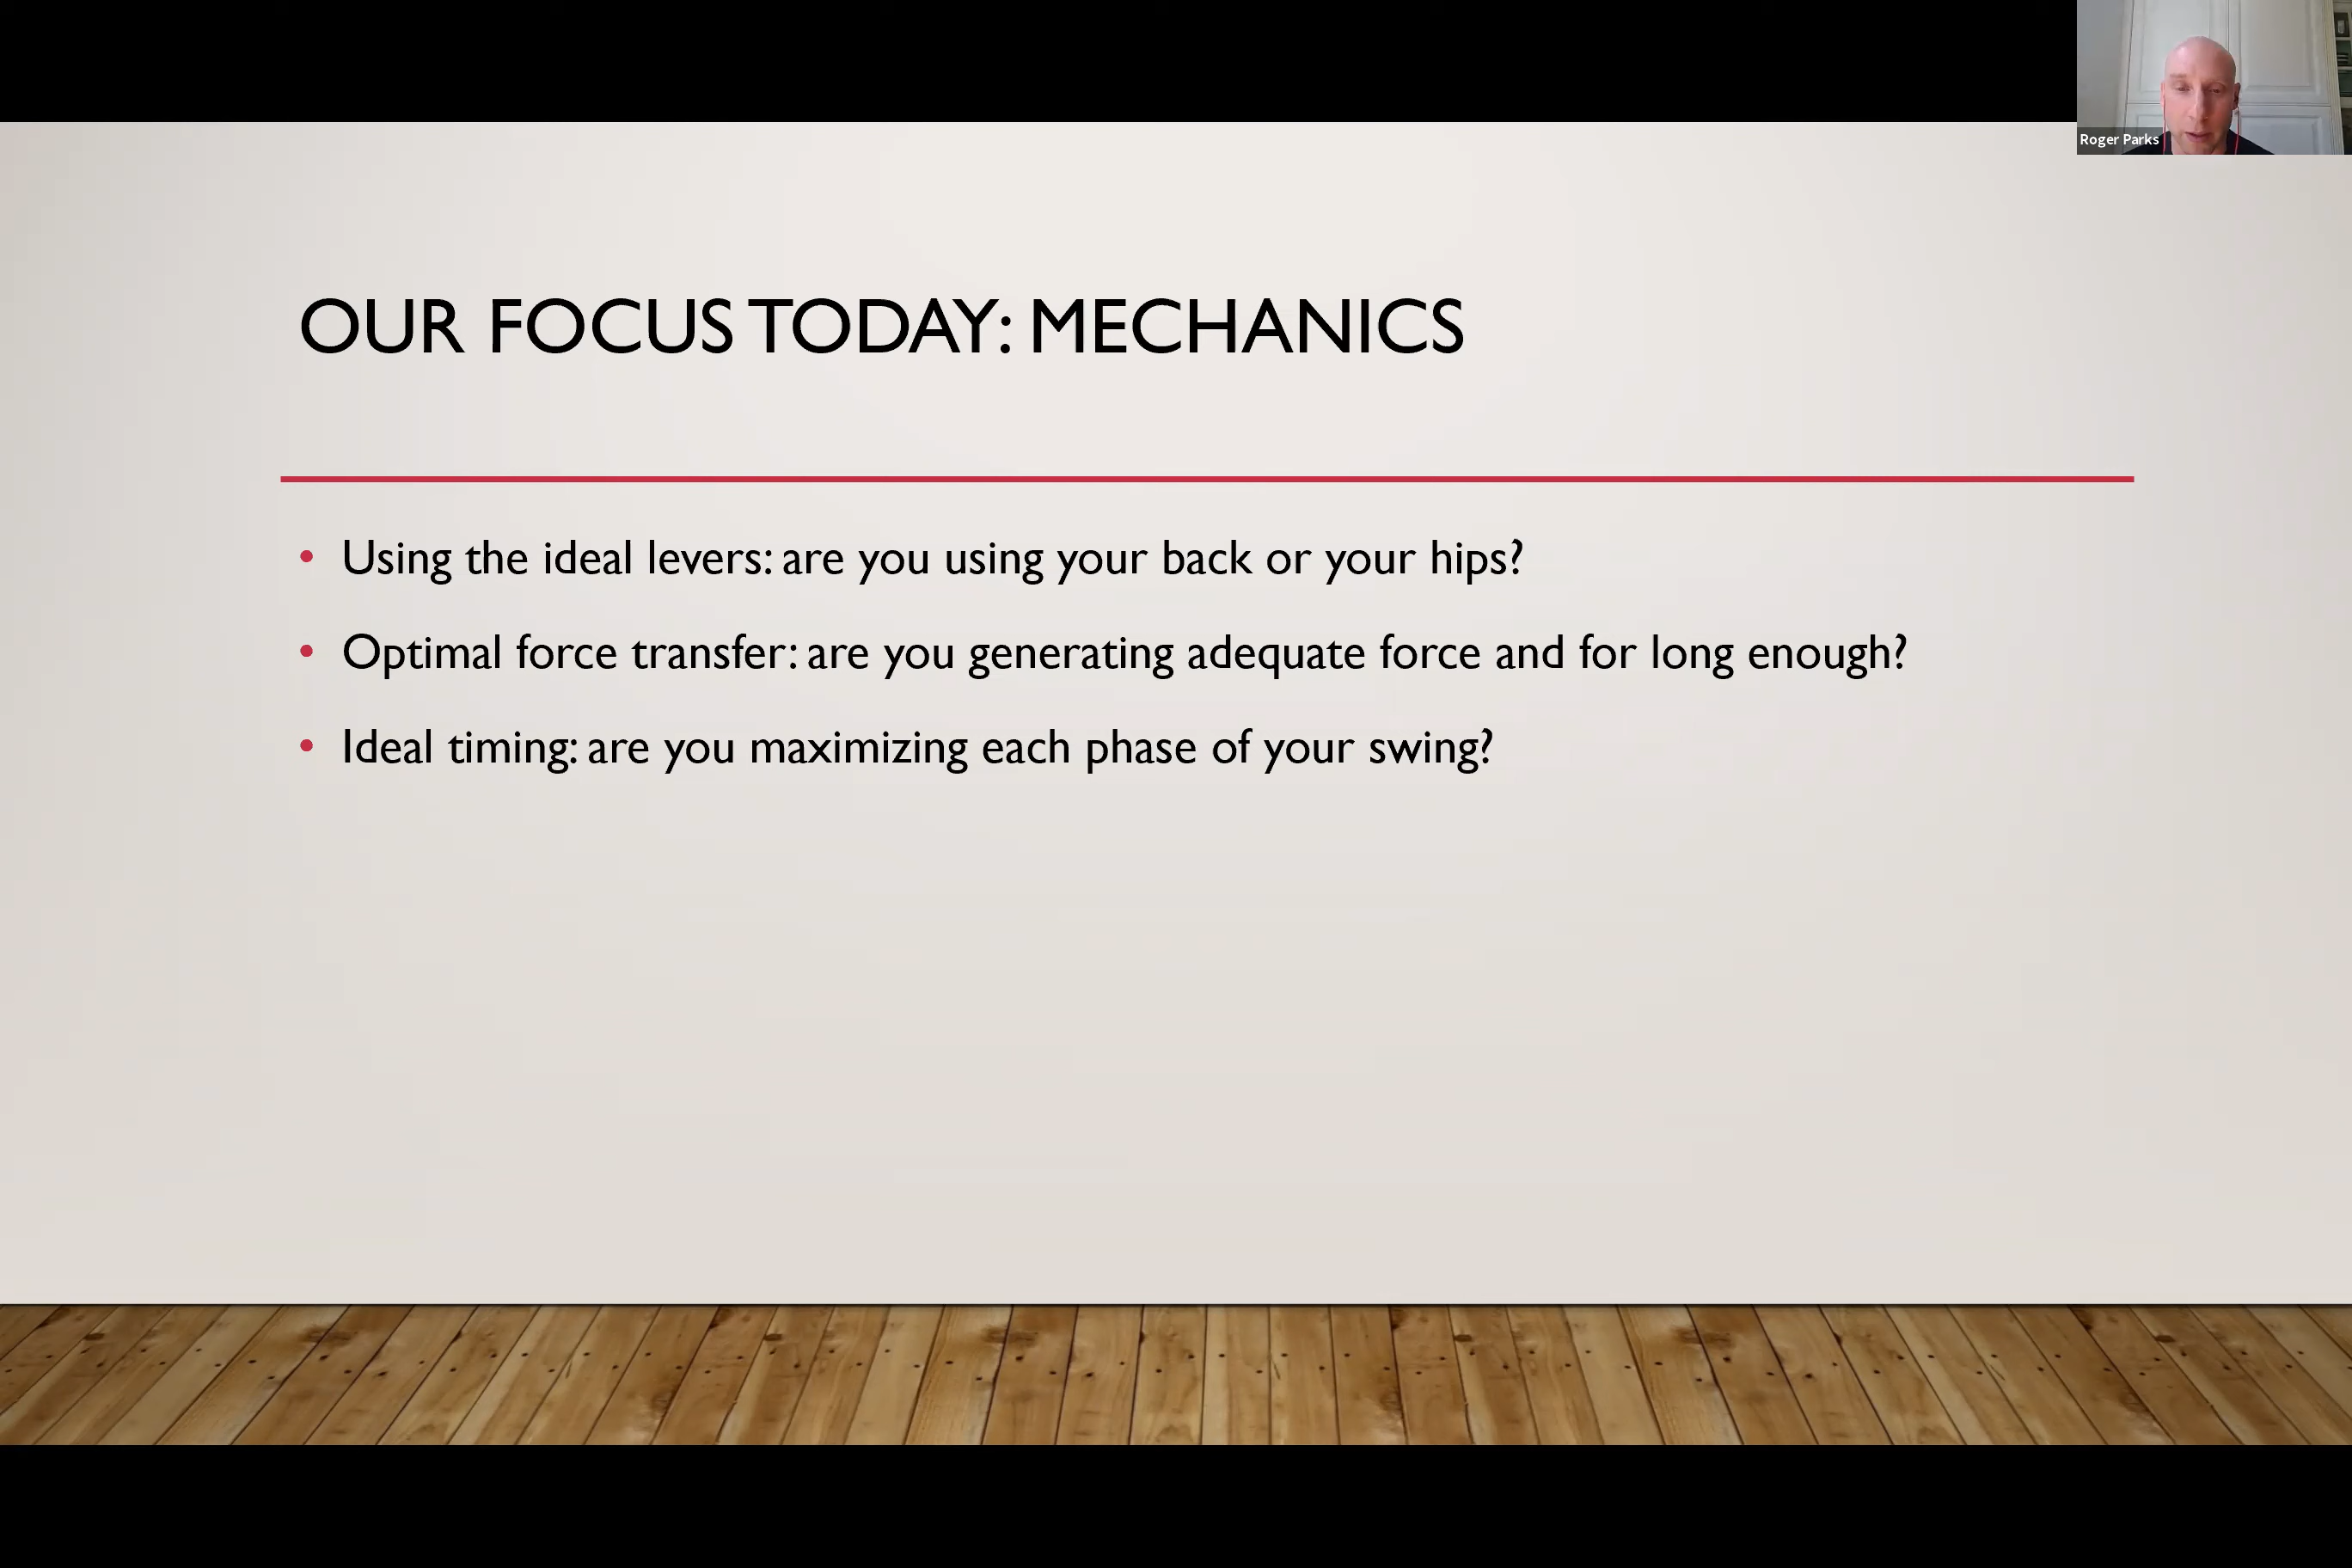 Roger Parks
OUR FOCUS TODAY: MECHANICS
• Using the ideal levers: are you using your back or your hips?
• Optimal force transfer: are you generating adequate force and for long enough?
• Ideal timing: are you maximizing each phase of your swing?